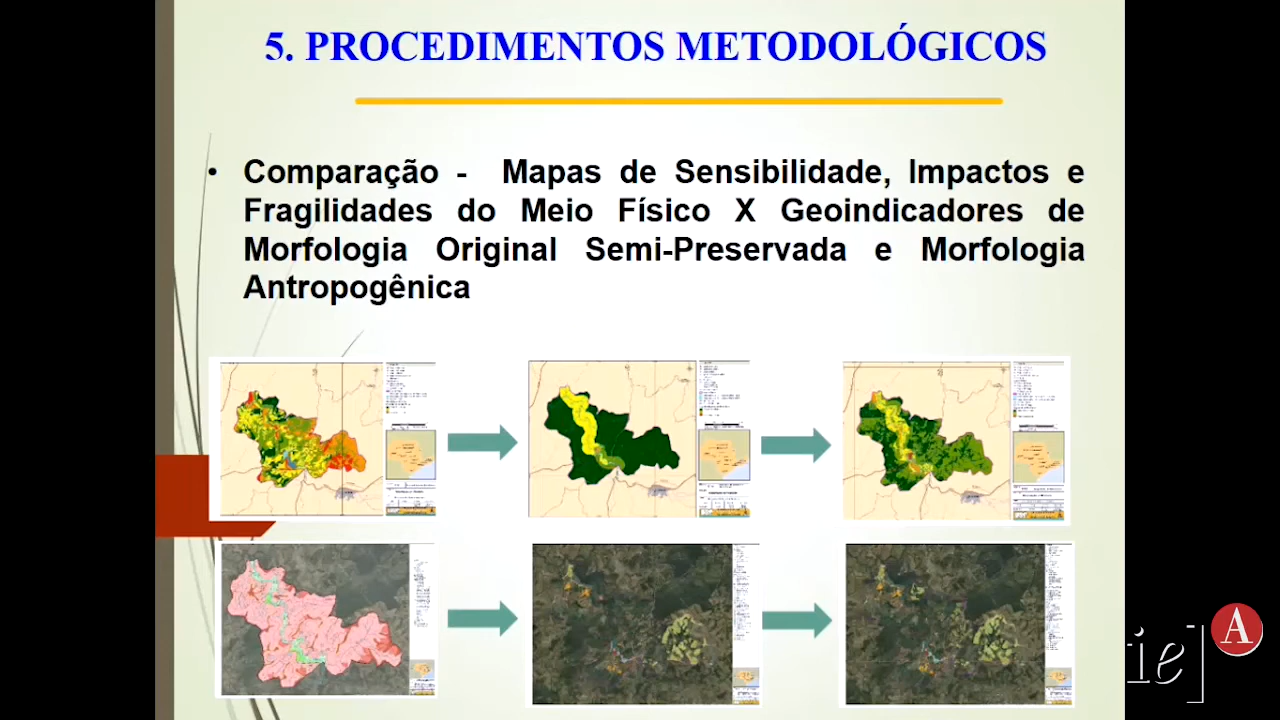 5. PROCEDIMENTOS METODOLÓGICOS
• Comparação - Mapas de Sensibilidade, Impactos e
Fragilidades do Meio Físico X Geoindicadores de
Morfologia Original Semi-Preservada e Morfologia
Antropogênica
ie]
A